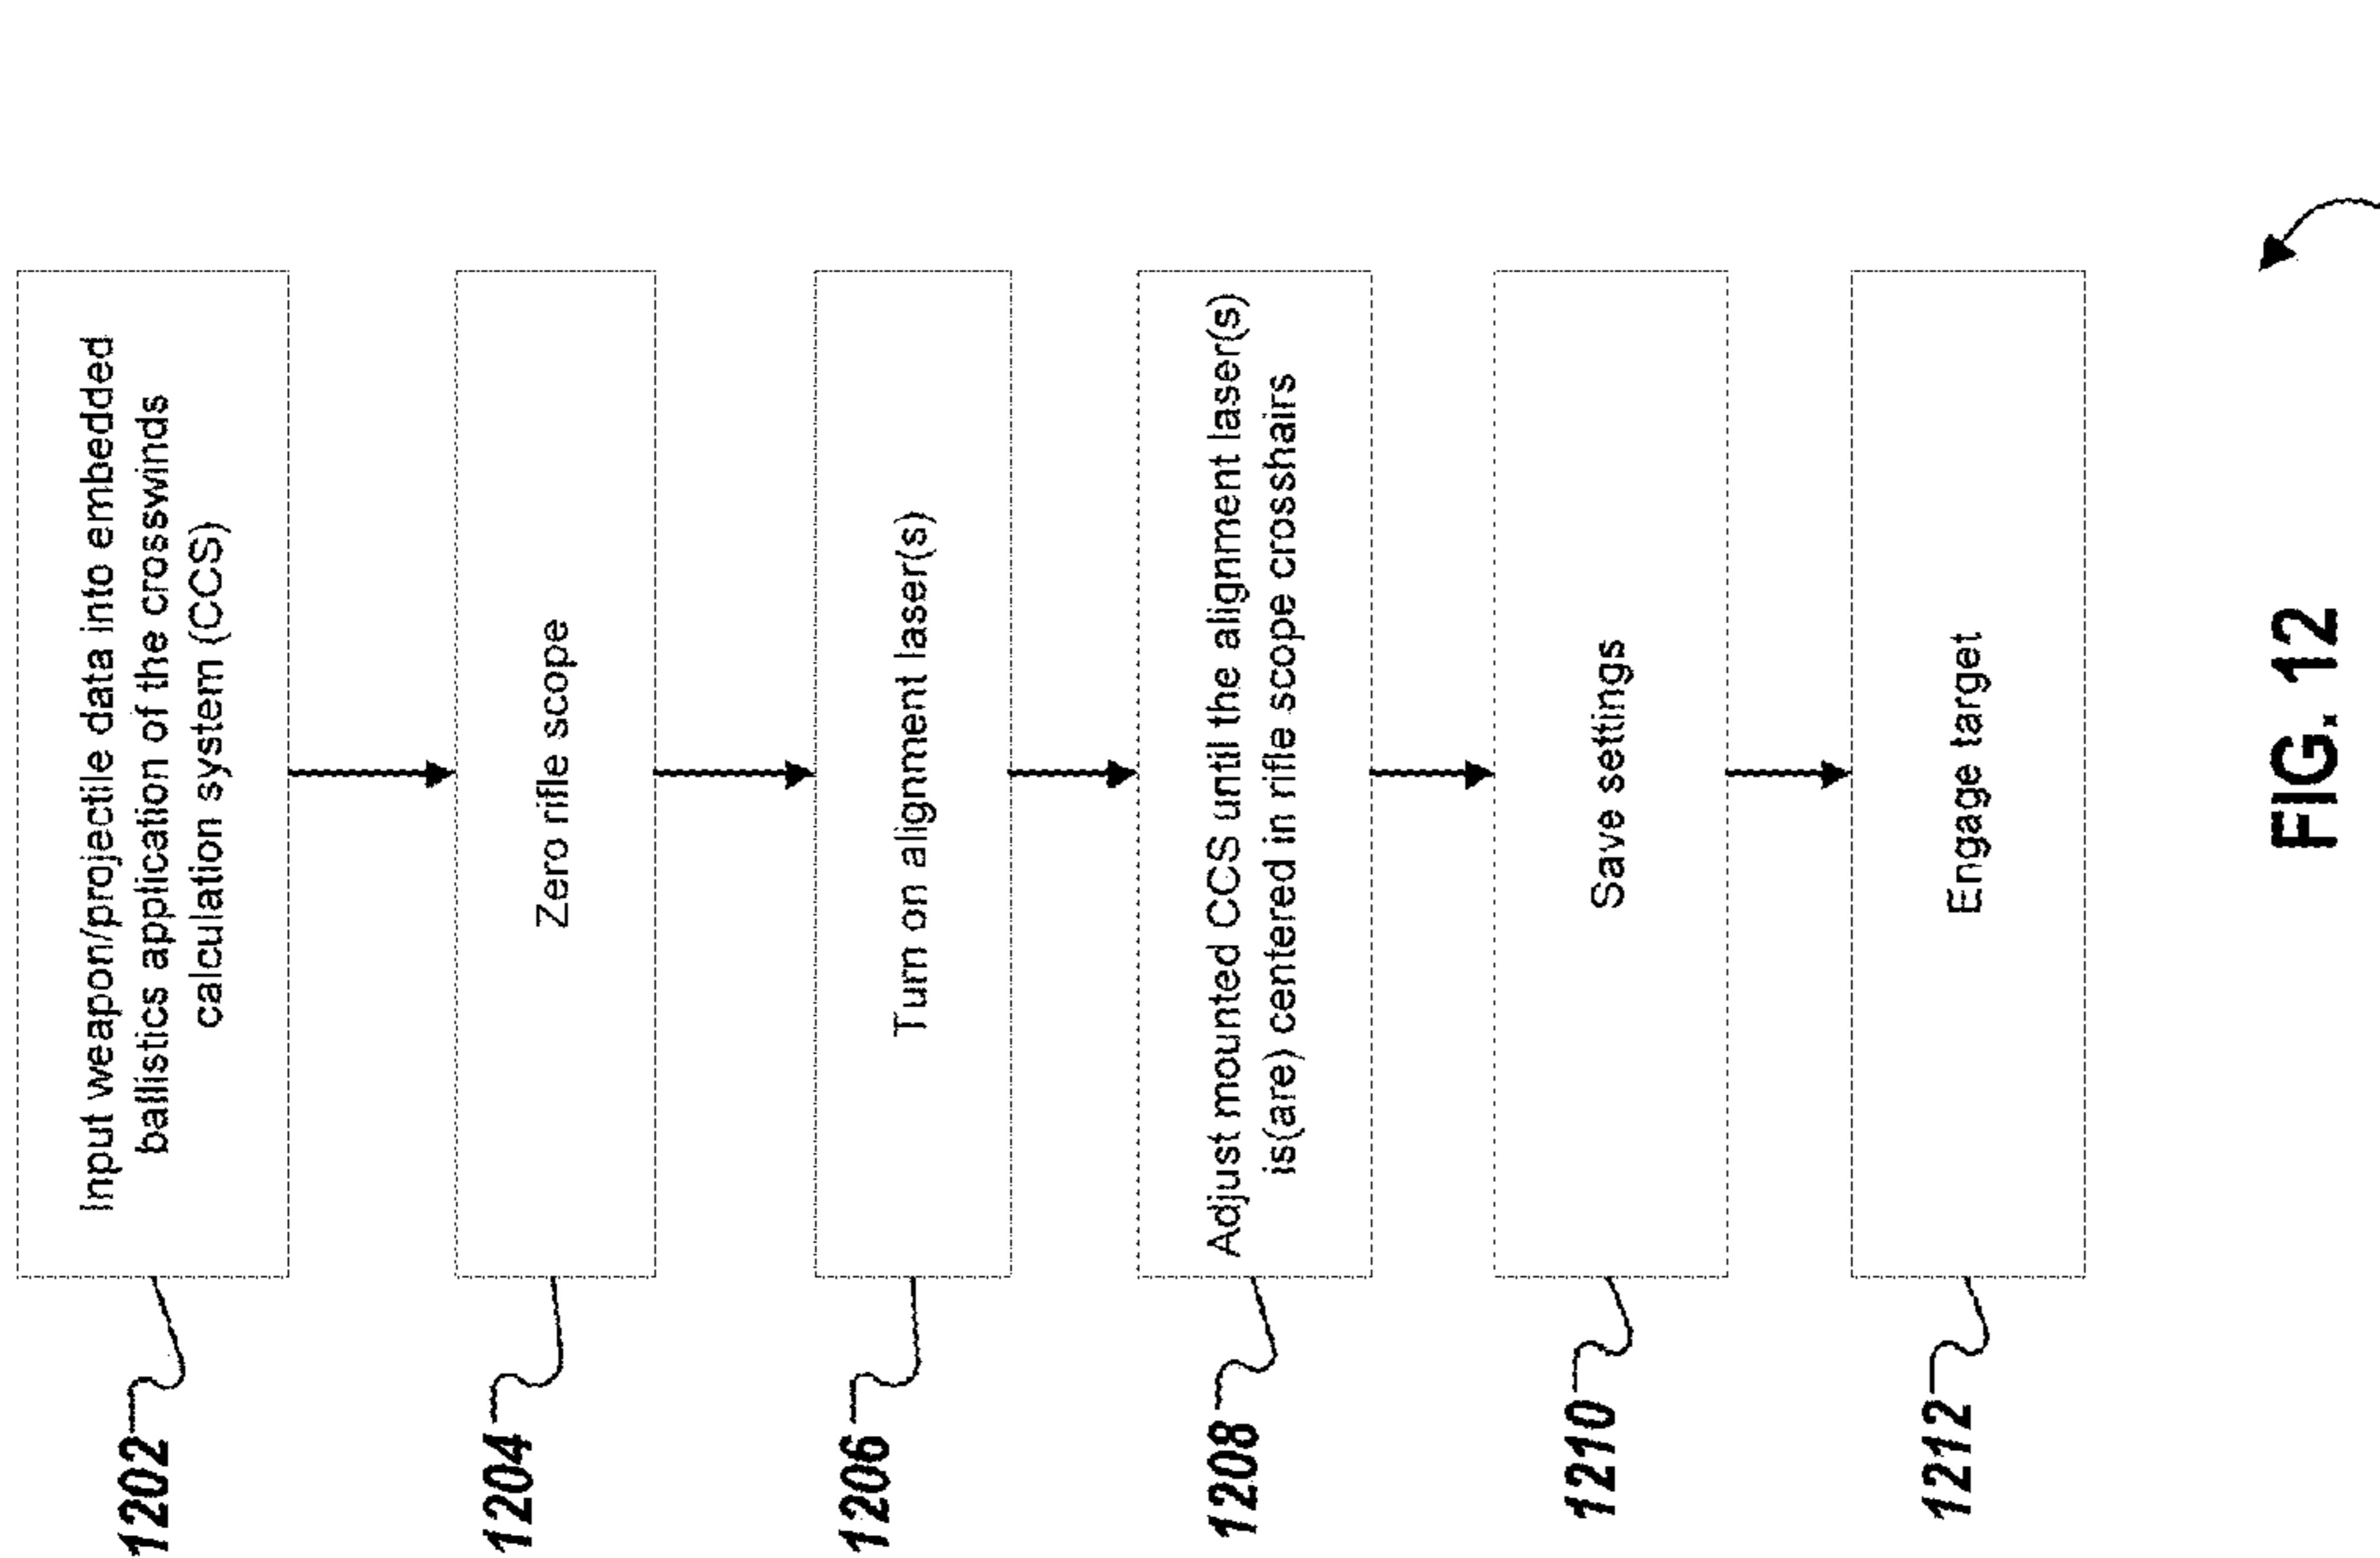 1202
Input weapon/projectile data into embedded
ballistics application of the crosswinds
calculation system (CCS)
1204
Zero rifle scope
1206
Turn on alignment laser(s)
1208
Adjust mounted CCS until the alignment laser(s)
is(are) centered in rifle scope crosshairs
1210
Save settings
1212
Engage target
FIG. 12